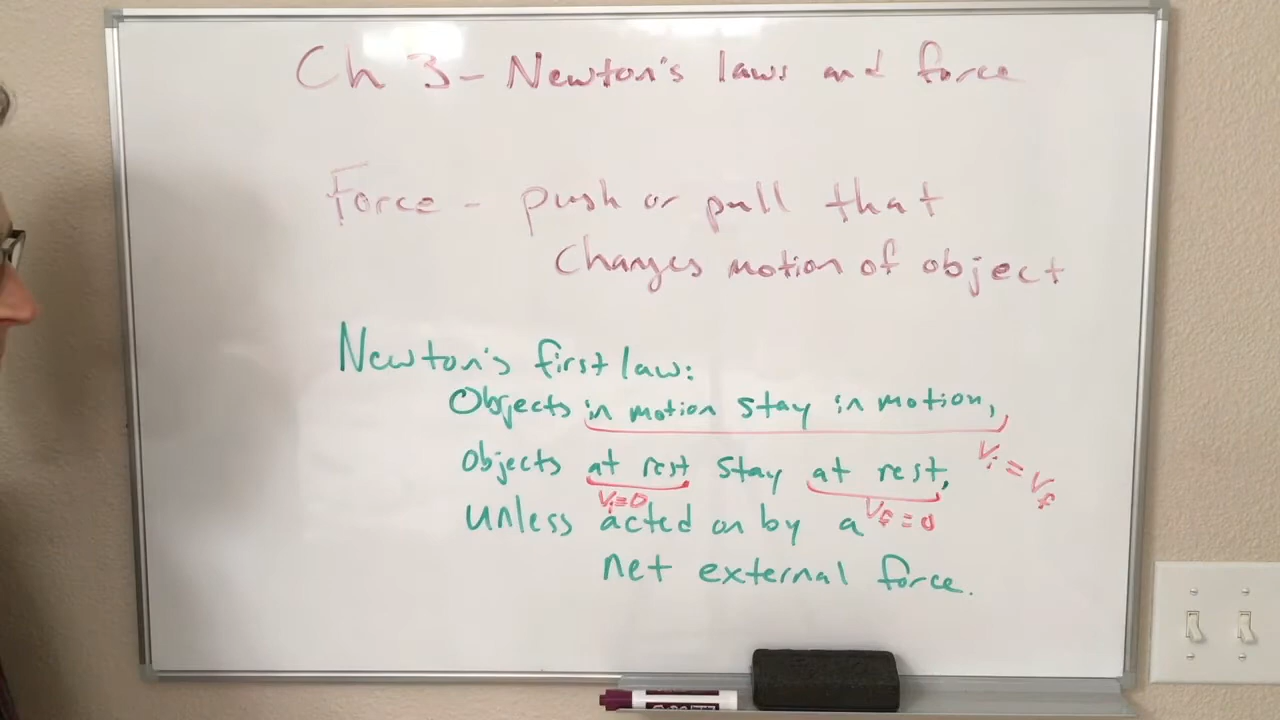 Ch 3 - Newton's laws and force
Force - push or pull that
changes motion of object
Newton's first law:
Objects in motion stay in motion,
Vi = Vf
objects at rest stay at rest,
Vi=0
Vf = 0
unless acted on by a
net external force.